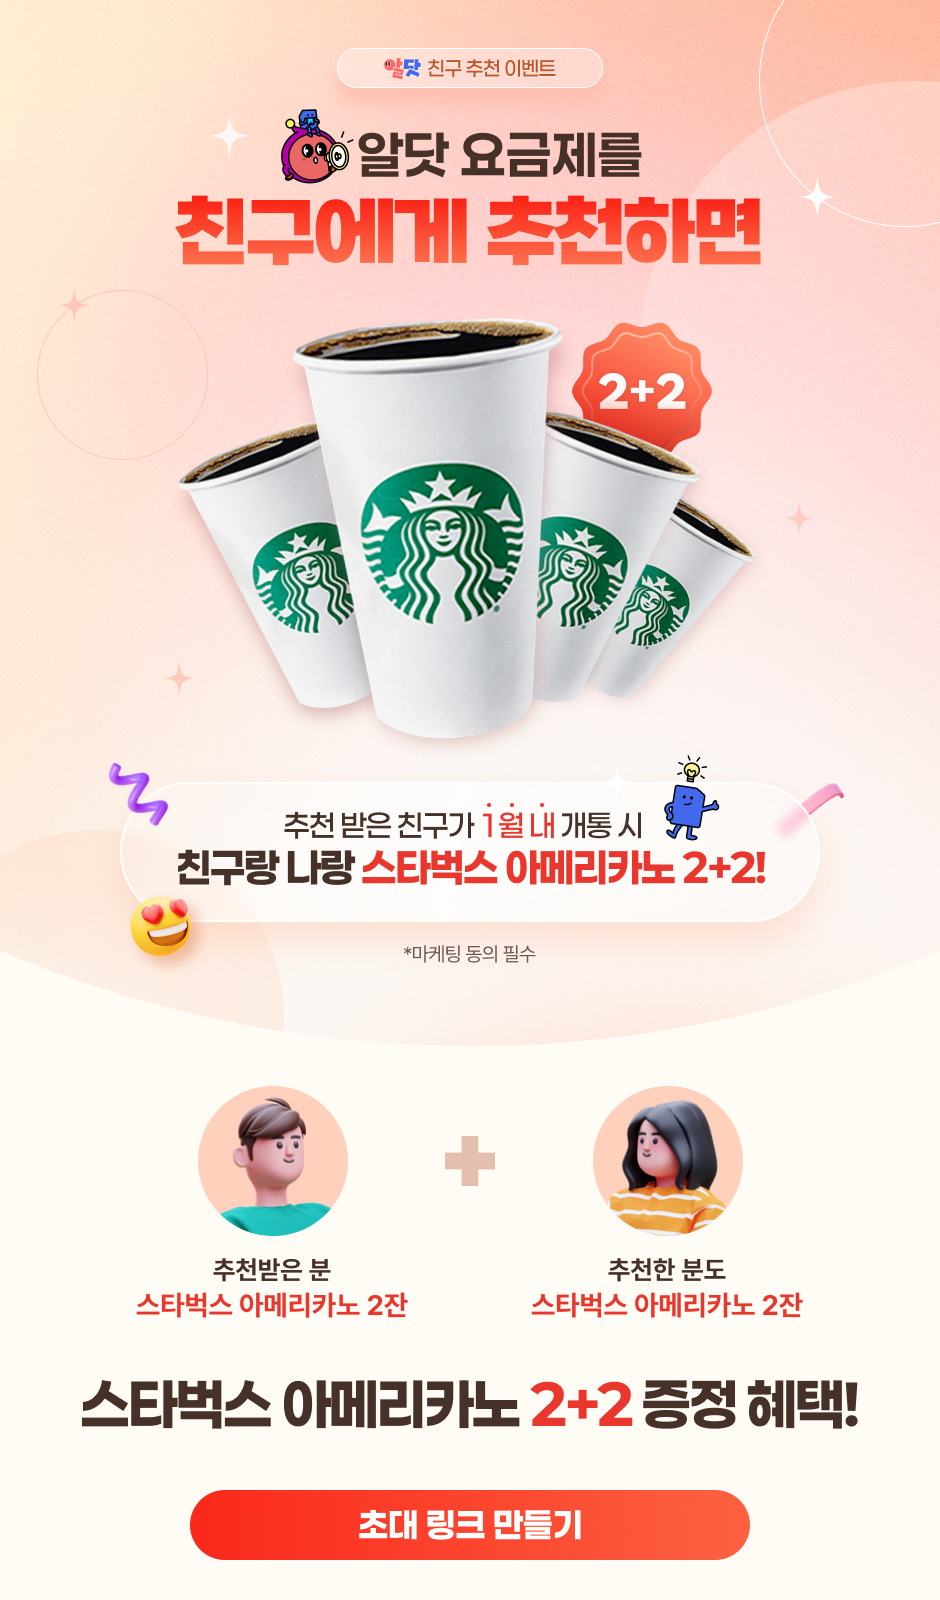 알닷 친구 추천 이벤트
알닷 요금제를
친구에게 추천하면
2+2
추천 받은 친구가 1월 내 개통 시
친구랑 나랑 스타벅스 아메리카노 2+2!
*마케팅 동의 필수
추천받은 분
스타벅스 아메리카노 2잔
추천한 분도
스타벅스 아메리카노 2잔
스타벅스 아메리카노 2+2 증정 혜택!
초대 링크 만들기